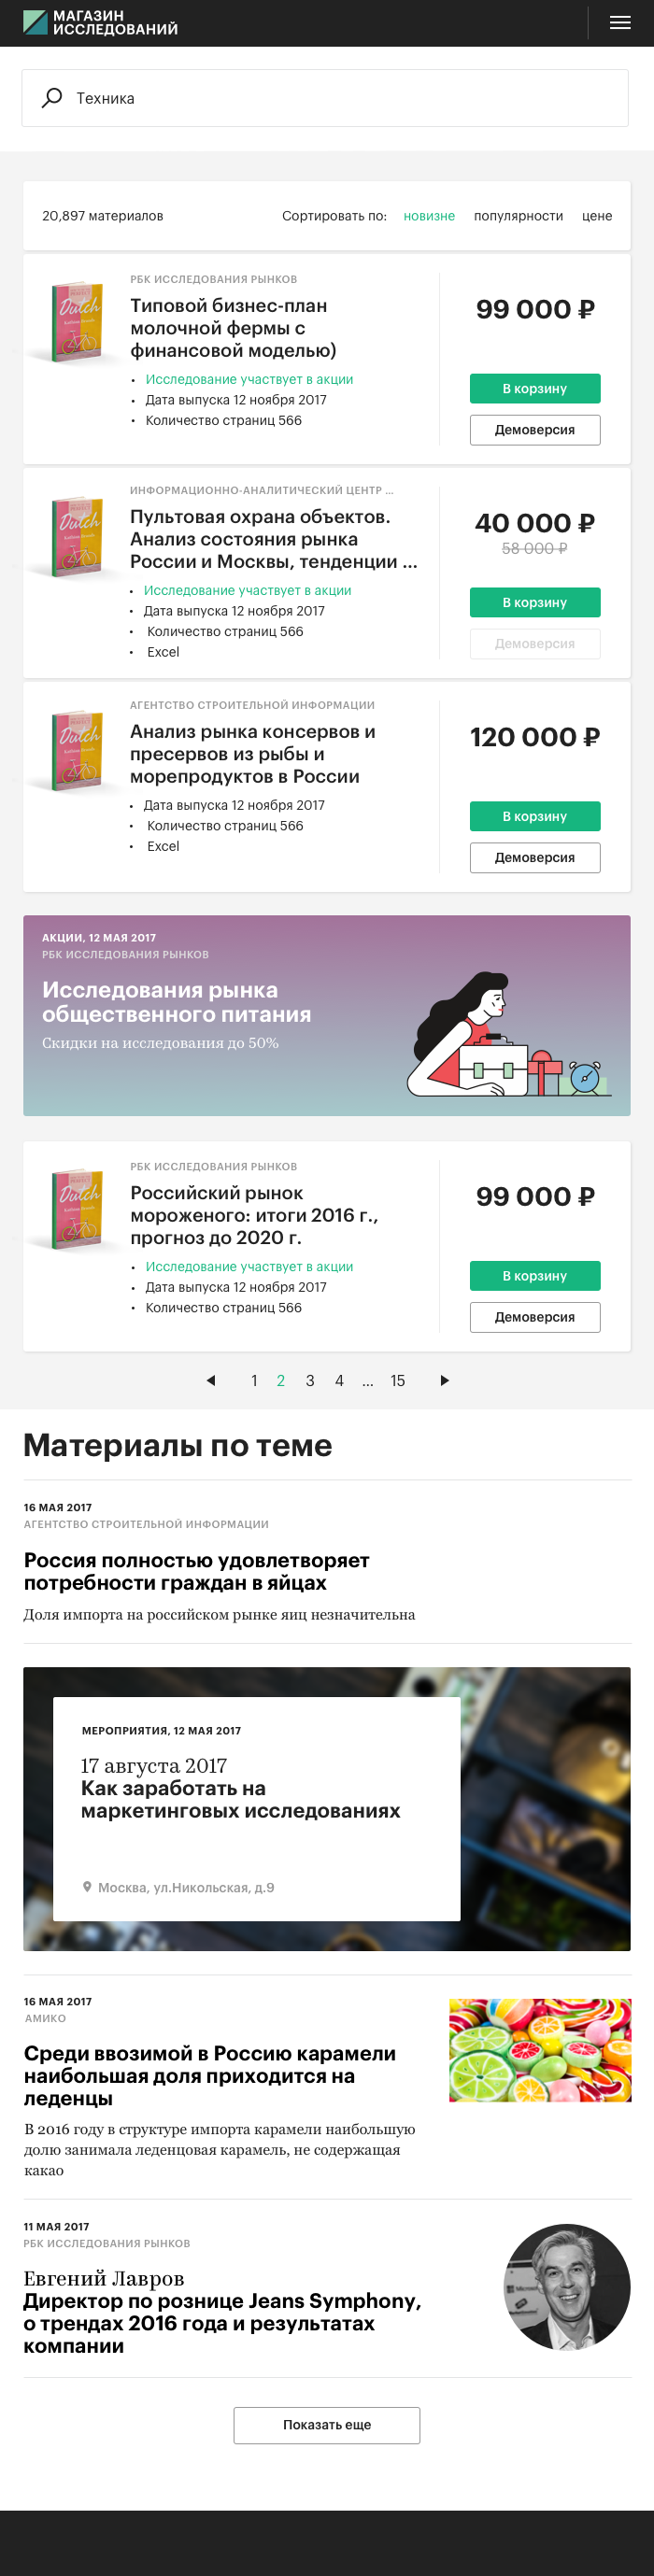 МАГАЗИН
ИССЛЕДОВАНИЙ
Техника
20,897 материалов
Сортировать по: новизне популярности цене
РБК ИССЛЕДОВАНИЯ РЫНКОВ
Dutch
Типовой бизнес-план
молочной фермы с
финансовой моделью)
• Исследование участвует в акции
• Дата выпуска 12 ноября 2017
• Количество страниц 566
99 000 ₽
В корзину
Демоверсия
ИНФОРМАЦИОННО-АНАЛИТИЧЕСКИЙ ЦЕНТР ...
Dutch
Пультовая охрана объектов.
Анализ состояния рынка
России и Москвы, тенденции ...
• Исследование участвует в акции
• Дата выпуска 12 ноября 2017
• Количество страниц 566
• Excel
40 000 ₽
58 000 ₽
В корзину
Демоверсия
АГЕНТСТВО СТРОИТЕЛЬНОЙ ИНФОРМАЦИИ
Dutch
Анализ рынка консервов и
пресервов из рыбы и
морепродуктов в России
• Дата выпуска 12 ноября 2017
• Количество страниц 566
• Excel
120 000 ₽
В корзину
Демоверсия
АКЦИИ, 12 МАЯ 2017
РБК ИССЛЕДОВАНИЯ РЫНКОВ
Исследования рынка
общественного питания
Скидки на исследования до 50%
РБК ИССЛЕДОВАНИЯ РЫНКОВ
Dutch
Российский рынок
мороженого: итоги 2016 г.,
прогноз до 2020 г.
• Исследование участвует в акции
• Дата выпуска 12 ноября 2017
• Количество страниц 566
99 000 ₽
В корзину
Демоверсия
1 2 3 4 ... 15
Материалы по теме
16 МАЯ 2017
АГЕНТСТВО СТРОИТЕЛЬНОЙ ИНФОРМАЦИИ
Россия полностью удовлетворяет
потребности граждан в яйцах
Доля импорта на российском рынке яиц незначительна
МЕРОПРИЯТИЯ, 12 МАЯ 2017
17 августа 2017
Как заработать на
маркетинговых исследованиях
Москва, ул.Никольская, д.9
16 МАЯ 2017
АМИКО
Среди ввозимой в Россию карамели
наибольшая доля приходится на
леденцы
В 2016 году в структуре импорта карамели наибольшую
долю занимала леденцовая карамель, не содержащая
какао
11 МАЯ 2017
РБК ИССЛЕДОВАНИЯ РЫНКОВ
Евгений Лавров
Директор по рознице Jeans Symphony,
о трендах 2016 года и результатах
компании
Показать еще